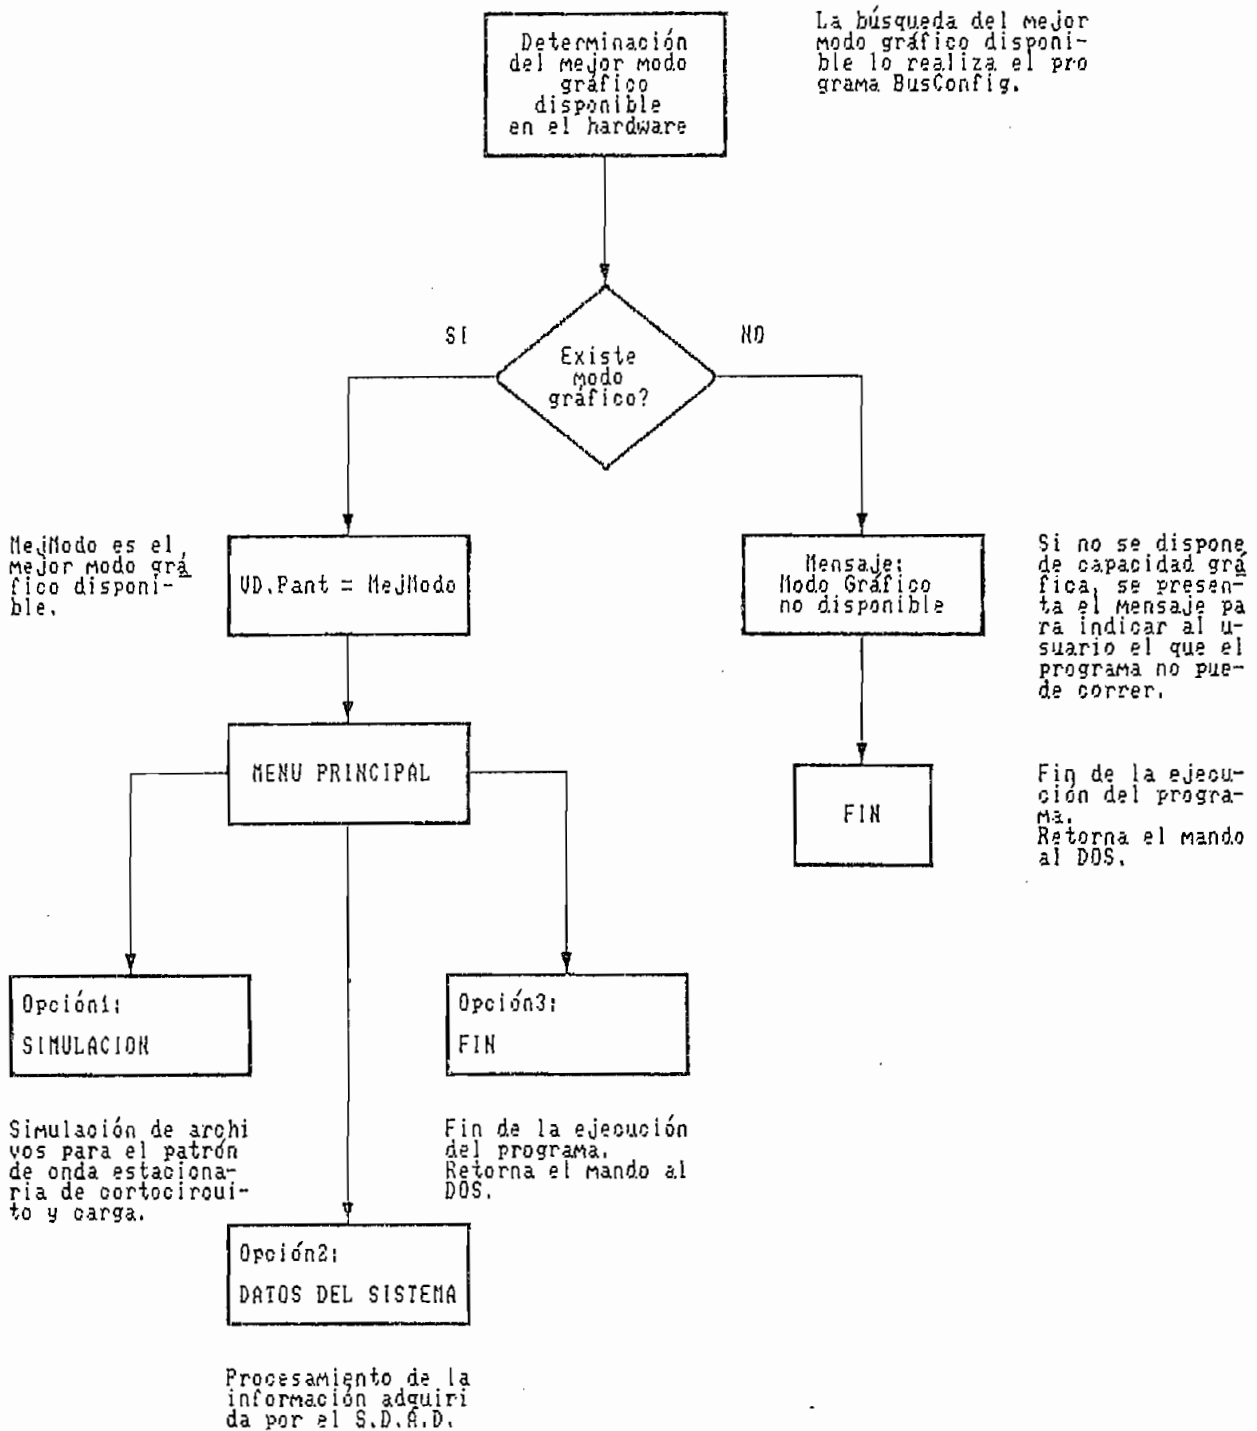 Determinación
del mejor modo
gráfico
disponible
en el hardware
La búsqueda del mejor
modo gráfico disponi-
ble lo realiza el pro
grama BusConfig.
SI
NO
Existe
modo
gráfico?
MejModo es el
mejor modo grá
fico disponi-
ble.
VD.Pant = MejModo
Mensaje:
Modo Gráfico
no disponible
Si no se dispone
de capacidad grá
fica, se presen-
ta el mensaje pa
ra indicar al u-
suario el que el
programa no pue-
de correr.
MENU PRINCIPAL
FIN
Fin de la ejecu-
ción del progra-
ma.
Retorna el mando
al DOS.
Opción1:
SIMULACION
Opción3:
FIN
Simulación de archi
vos para el patrón
de onda estaciona-
ria de cortocircui-
to y carga.
Fin de la ejecución
del programa.
Retorna el mando al
DOS.
Opción2:
DATOS DEL SISTEMA
Procesamiento de la
información adquiri
da por el S.D.A.D.